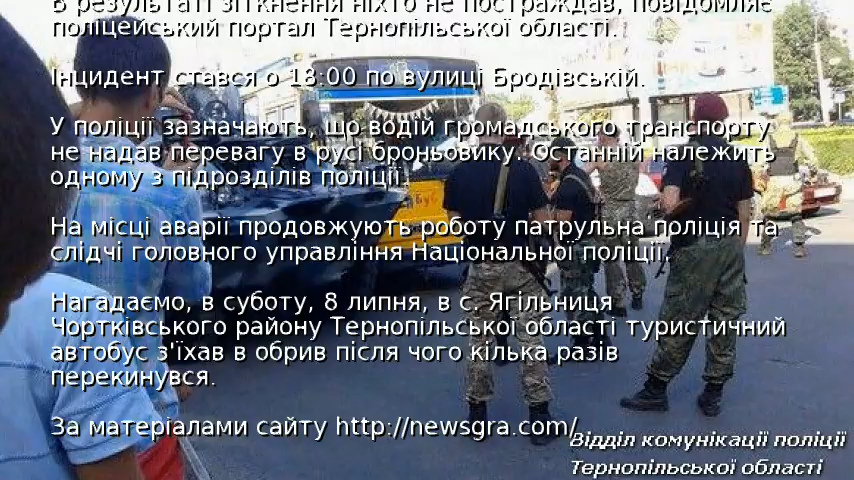 В результаті зіткнення ніхто не постраждав, повідомляє
поліцейський портал Тернопільської області.
Інцидент стався о 18:00 по вулиці Бродівській.
У поліції зазначають, що водій громадського транспорту
не надав перевагу в русі броньовику. Останній належить
одному з підрозділів поліції.
На місці аварії продовжують роботу патрульна поліція та
слідчі головного управління Національної поліції.
Нагадаємо, в суботу, 8 липня, в с. Ягільниця
Чортківського району Тернопільської області туристичний
автобус з'їхав в обрив після чого кілька разів
перекинувся.
За матеріалами сайту http://newsgra.com/
Відділ комунікації поліції
Тернопільської області